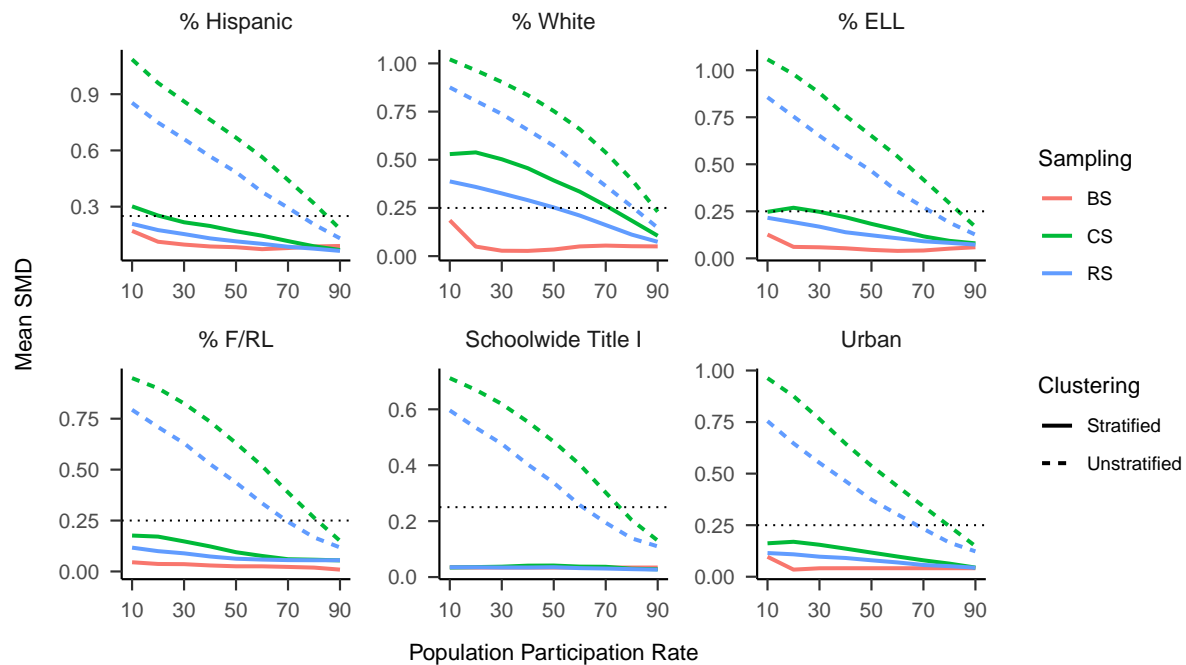 % Hispanic
% White
% ELL
0.9
0.6
0.3
1.00
0.75
0.50
0.25
0.00
1.00
0.75
0.50
0.25
0.00
10 30 50 70 90
10 30 50 70 90
10 30 50 70 90
% F/RL
Schoolwide Title I
Urban
0.75
0.50
0.25
0.00
0.6
0.4
0.2
0.0
1.00
0.75
0.50
0.25
0.00
10 30 50 70 90
10 30 50 70 90
10 30 50 70 90
Mean SMD
Population Participation Rate
Sampling
BS
CS
RS
Clustering
Stratified
Unstratified